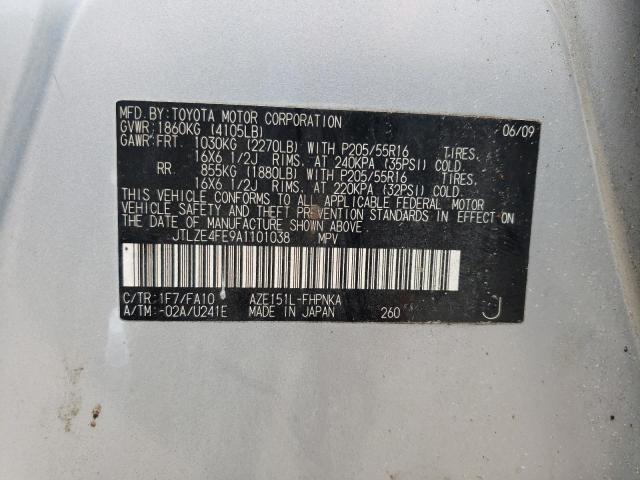 MFD.BY:TOYOTA MOTOR CORPORATION 06/09
GVWR:1860KG (4105LB)
GAWR:FRT 1030KG (2270LB) WITH P205/55R16 TIRES.
16X6 1/2J RIMS. AT 240KPA (35PSI) COLD
RR 855KG (1880LB) WITH P205/55R16 TIRES.
16X6 1/2J RIMS. AT 220KPA (32PSI) COLD.
THIS VEHICLE CONFORMS TO ALL APPLICABLE FEDERAL MOTOR
VEHICLE SAFETY AND THEFT PREVENTION STANDARDS IN EFFECT ON
THE DATE OF MANUFACTURE SHOWN ABOVE.
JTLZE4FE9A1101038 MPV
C/TR:1F7/FA10 AZE151L-FHPNKA
A/TM:-02A/U241E MADE IN JAPAN 260 J